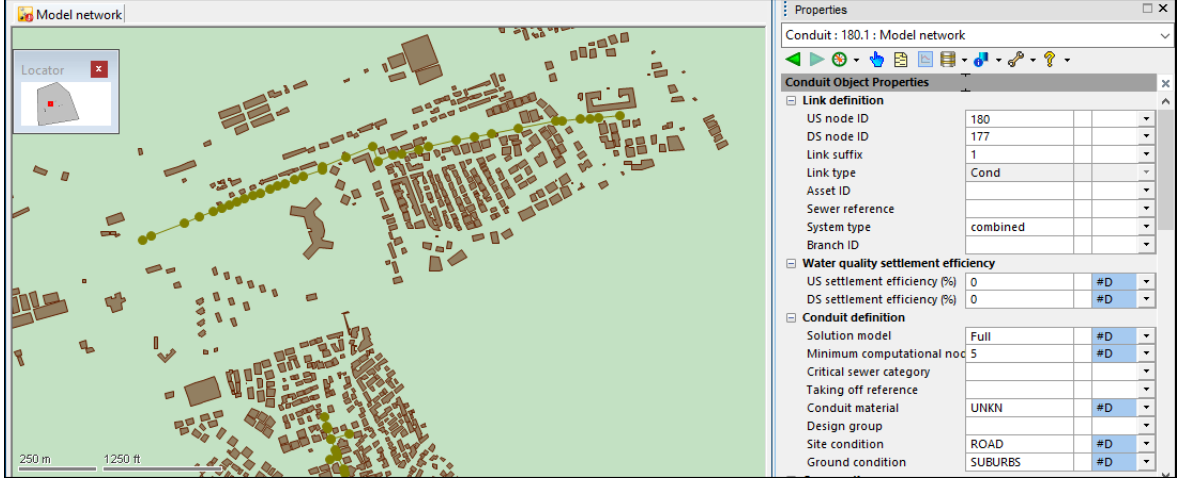 Model network
Locator
250 m
1250 ft
Properties
Conduit : 180.1 : Model network
Conduit Object Properties
Link definition
US node ID 180
DS node ID 177
Link suffix 1
Link type Cond
Asset ID
Sewer reference
System type combined
Branch ID
Water quality settlement efficiency
US settlement efficiency (%) 0 #D
DS settlement efficiency (%) 0 #D
Conduit definition
Solution model Full #D
Minimum computational noc 5 #D
Critical sewer category
Taking off reference
Conduit material UNKN #D
Design group
Site condition ROAD #D
Ground condition SUBURBS #D